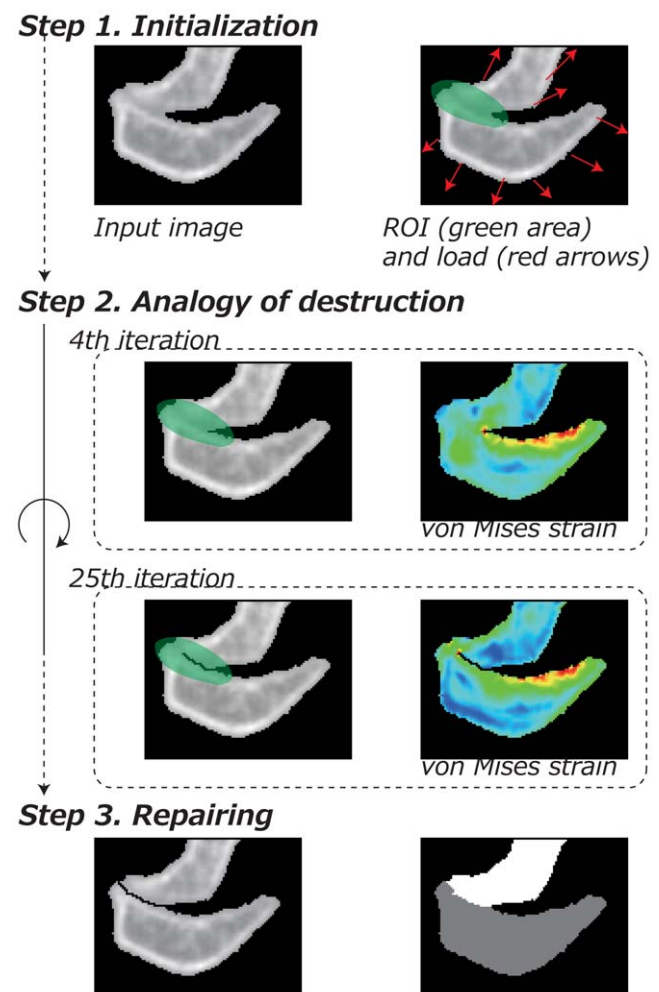 Step 1. Initialization
Input image
ROI (green area)
and load (red arrows)
Step 2. Analogy of destruction
4th iteration
von Mises strain
25th iteration
von Mises strain
Step 3. Repairing